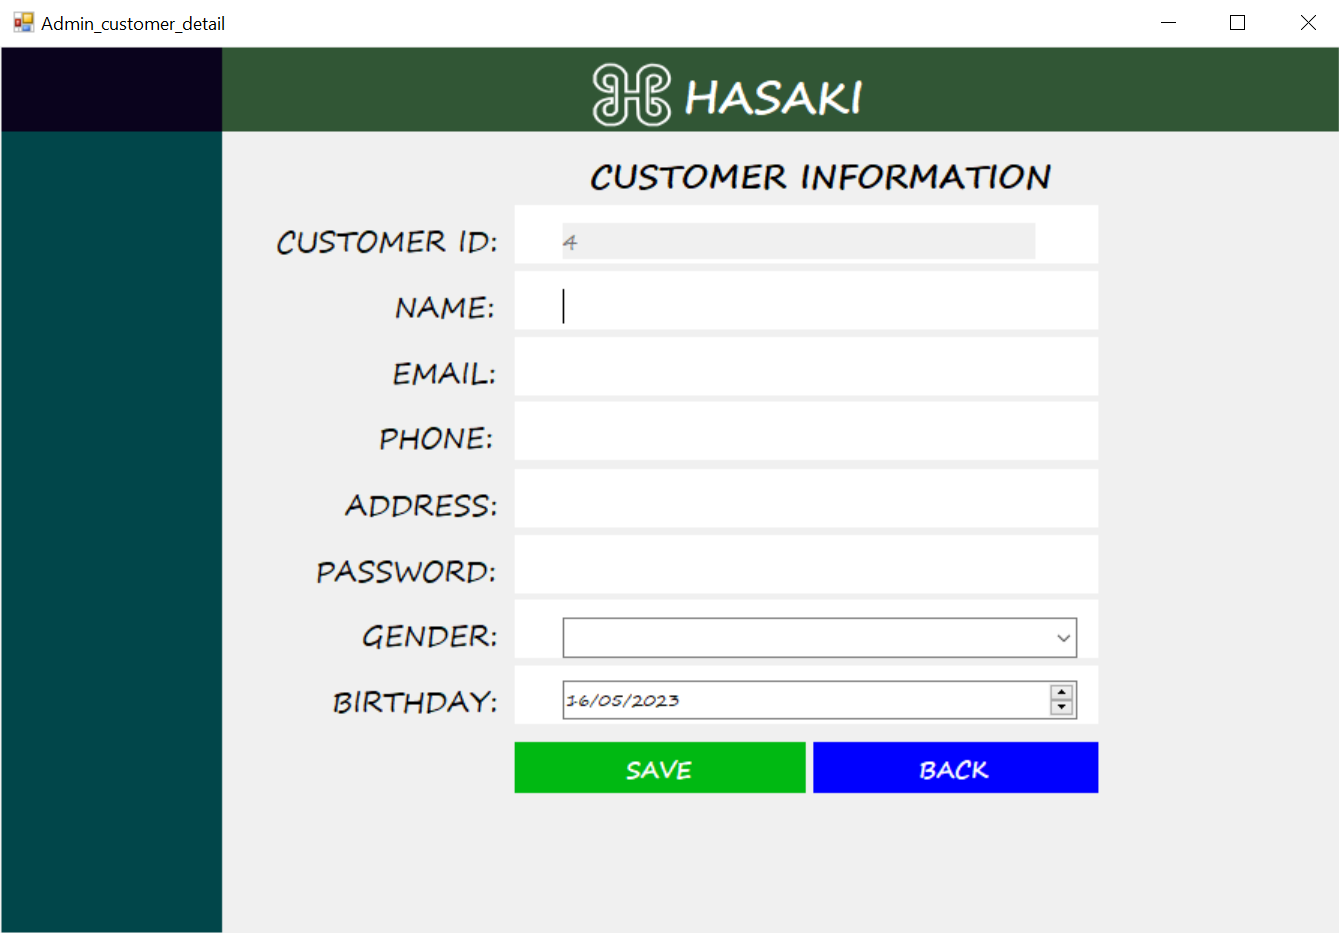 Admin_customer_detail
HASAKI
CUSTOMER INFORMATION
CUSTOMER ID: 4
NAME:
EMAIL:
PHONE:
ADDRESS:
PASSWORD:
GENDER:
BIRTHDAY: 16/05/2023
SAVE BACK